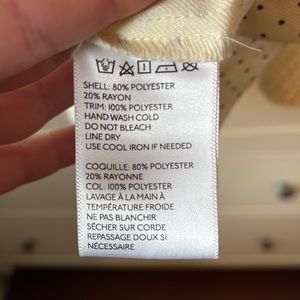 SHELL: 80% POLYESTER
20% RAYON
TRIM: 100% POLYESTER
HAND WASH COLD
DO NOT BLEACH
LINE DRY
USE COOL IRON IF NEEDED
COQUILLE: 80% POLYESTER
20% RAYONNE
COL: 100% POLYESTER
LAVAGE À LA MAIN À
TEMPÉRATURE FROIDE
NE PAS BLANCHIR
SÉCHER SUR CORDE
REPASSAGE DOUX SI
NÉCESSAIRE